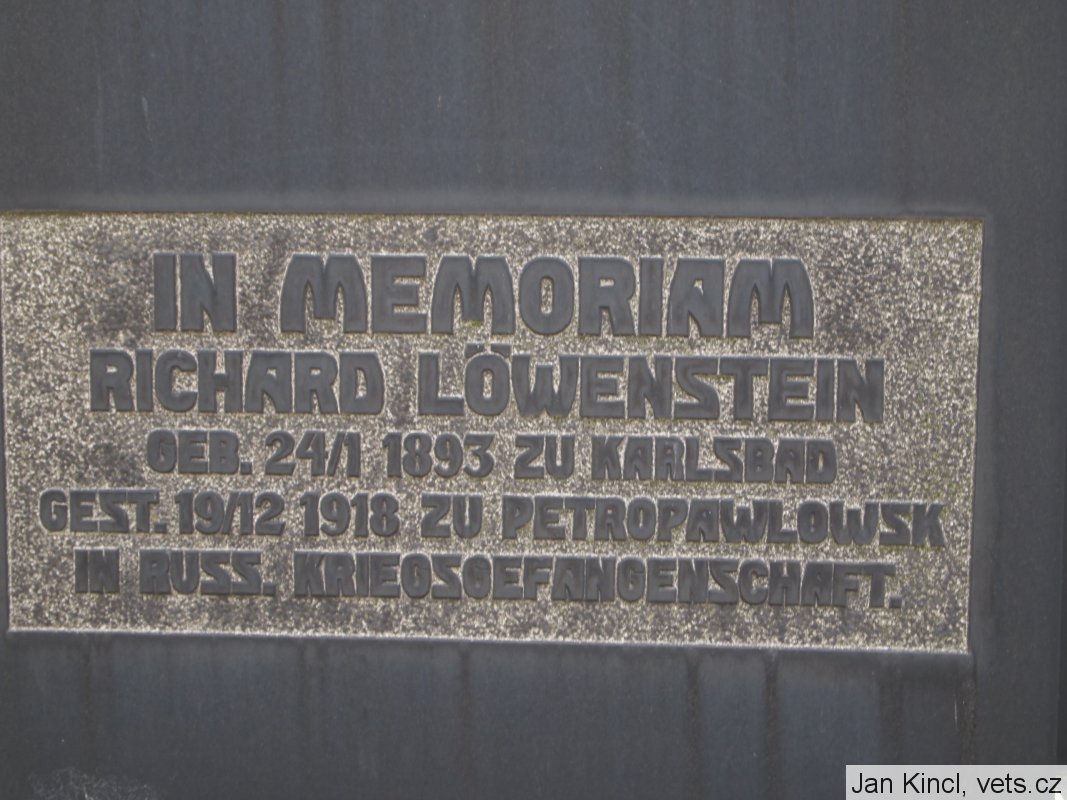 IN MEMORIAM
RICHARD LÖWENSTEIN
GEB. 24/1 1893 ZU KARLSBAD
GEST. 19/12 1918 ZU PETROPAWLOWSK
IN RUSS. KRIEGSGEFANGENSCHAFT.
Jan Kincl, vets.cz